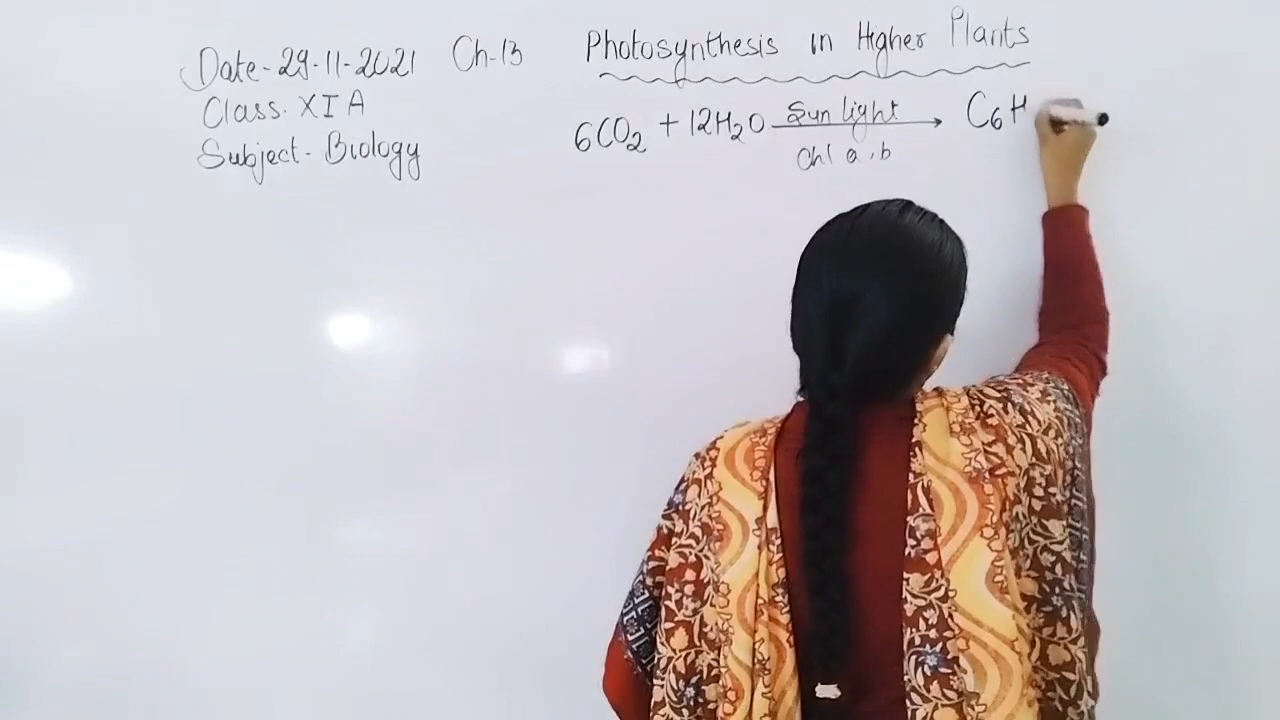 Date-29-11-2021 Ch-13 Photosynthesis in Higher Plants
Class. XI A
Subject- Biology
6CO2 + 12H2O Sun light C6H
Chl a,b